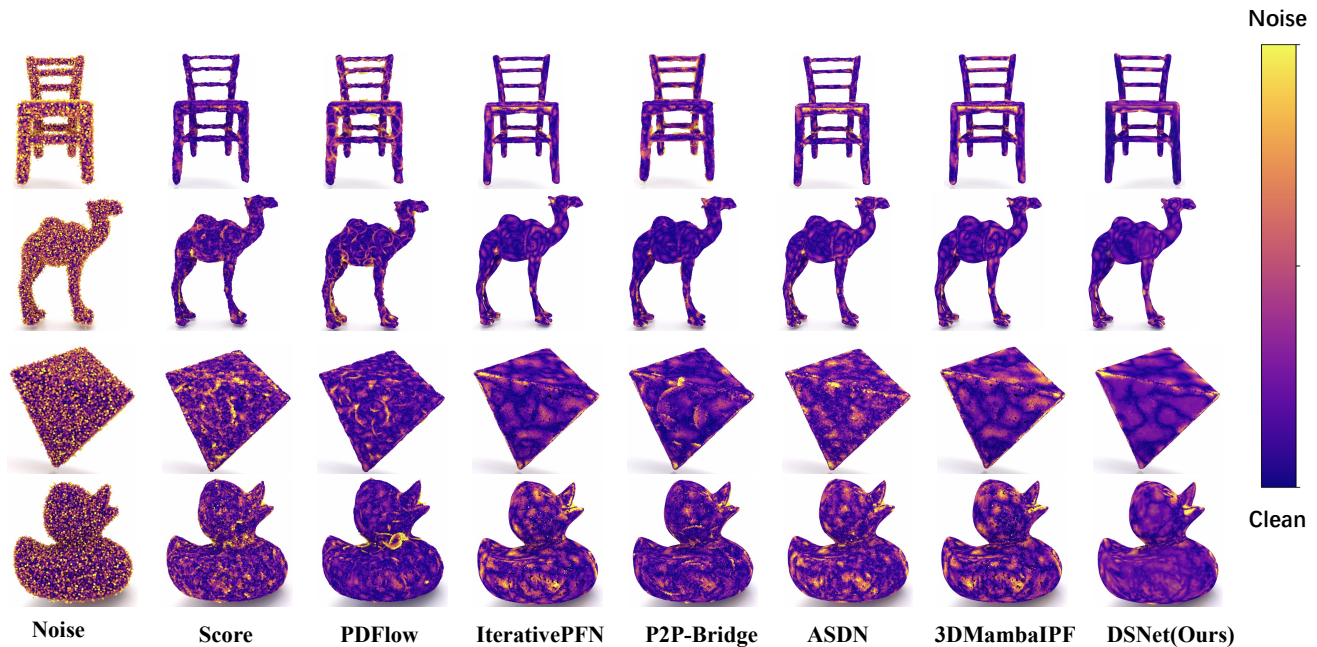 Noise
Clean
Noise
Score
PDFlow
IterativePFN
P2P-Bridge
ASDN
3DMambaIPF
DSNet(Ours)